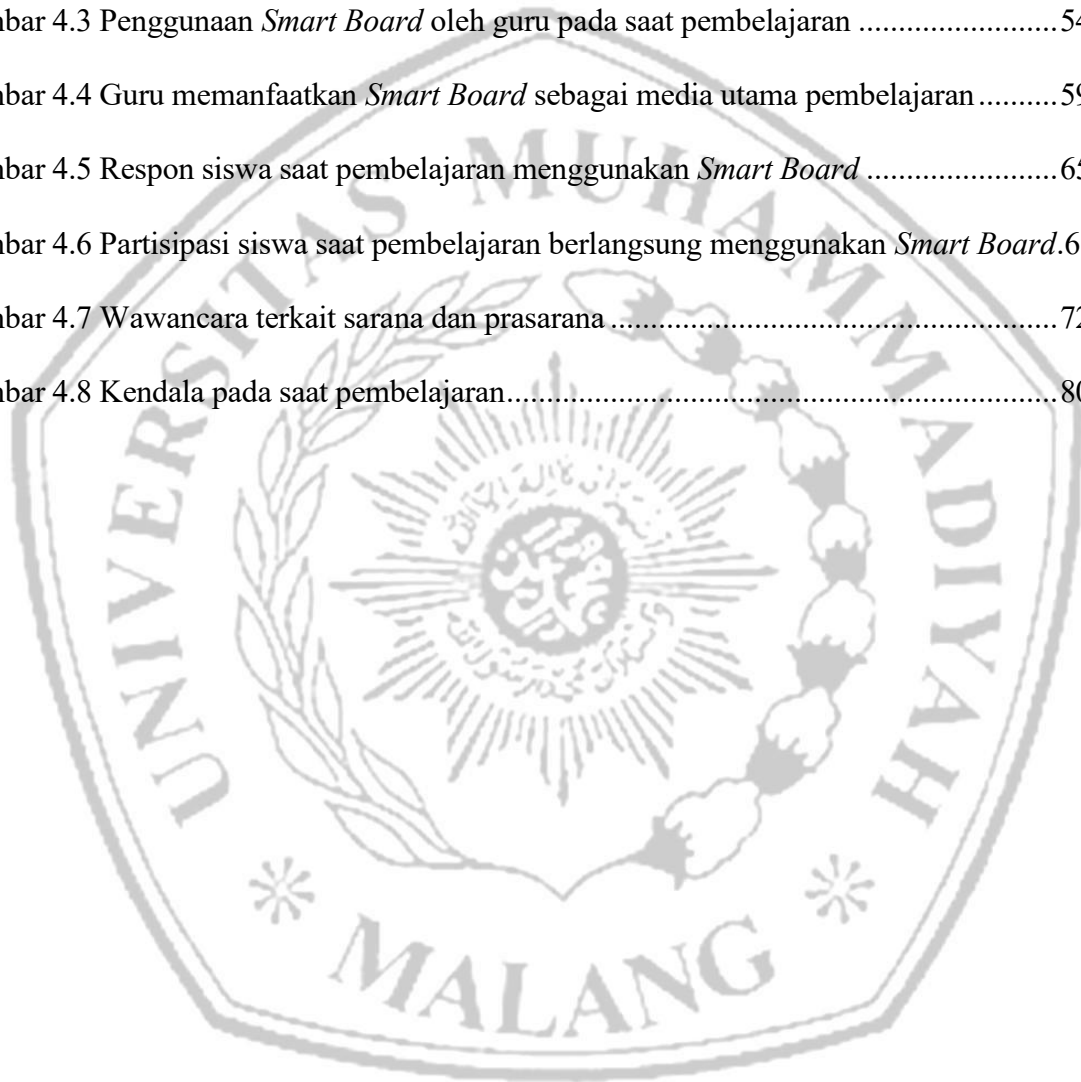 mbar 4.3 Penggunaan Smart Board oleh guru pada saat pembelajaran ........................54
mbar 4.4 Guru memanfaatkan Smart Board sebagai media utama pembelajaran..........59
mbar 4.5 Respon siswa saat pembelajaran menggunakan Smart Board .......................65
mbar 4.6 Partisipasi siswa saat pembelajaran berlangsung menggunakan Smart Board.6
mbar 4.7 Wawancara terkait sarana dan prasarana ......................................................72
mbar 4.8 Kendala pada saat pembelajaran...................................................................80
UNIVERSITAS MUHAMMADIYAH
MALANG